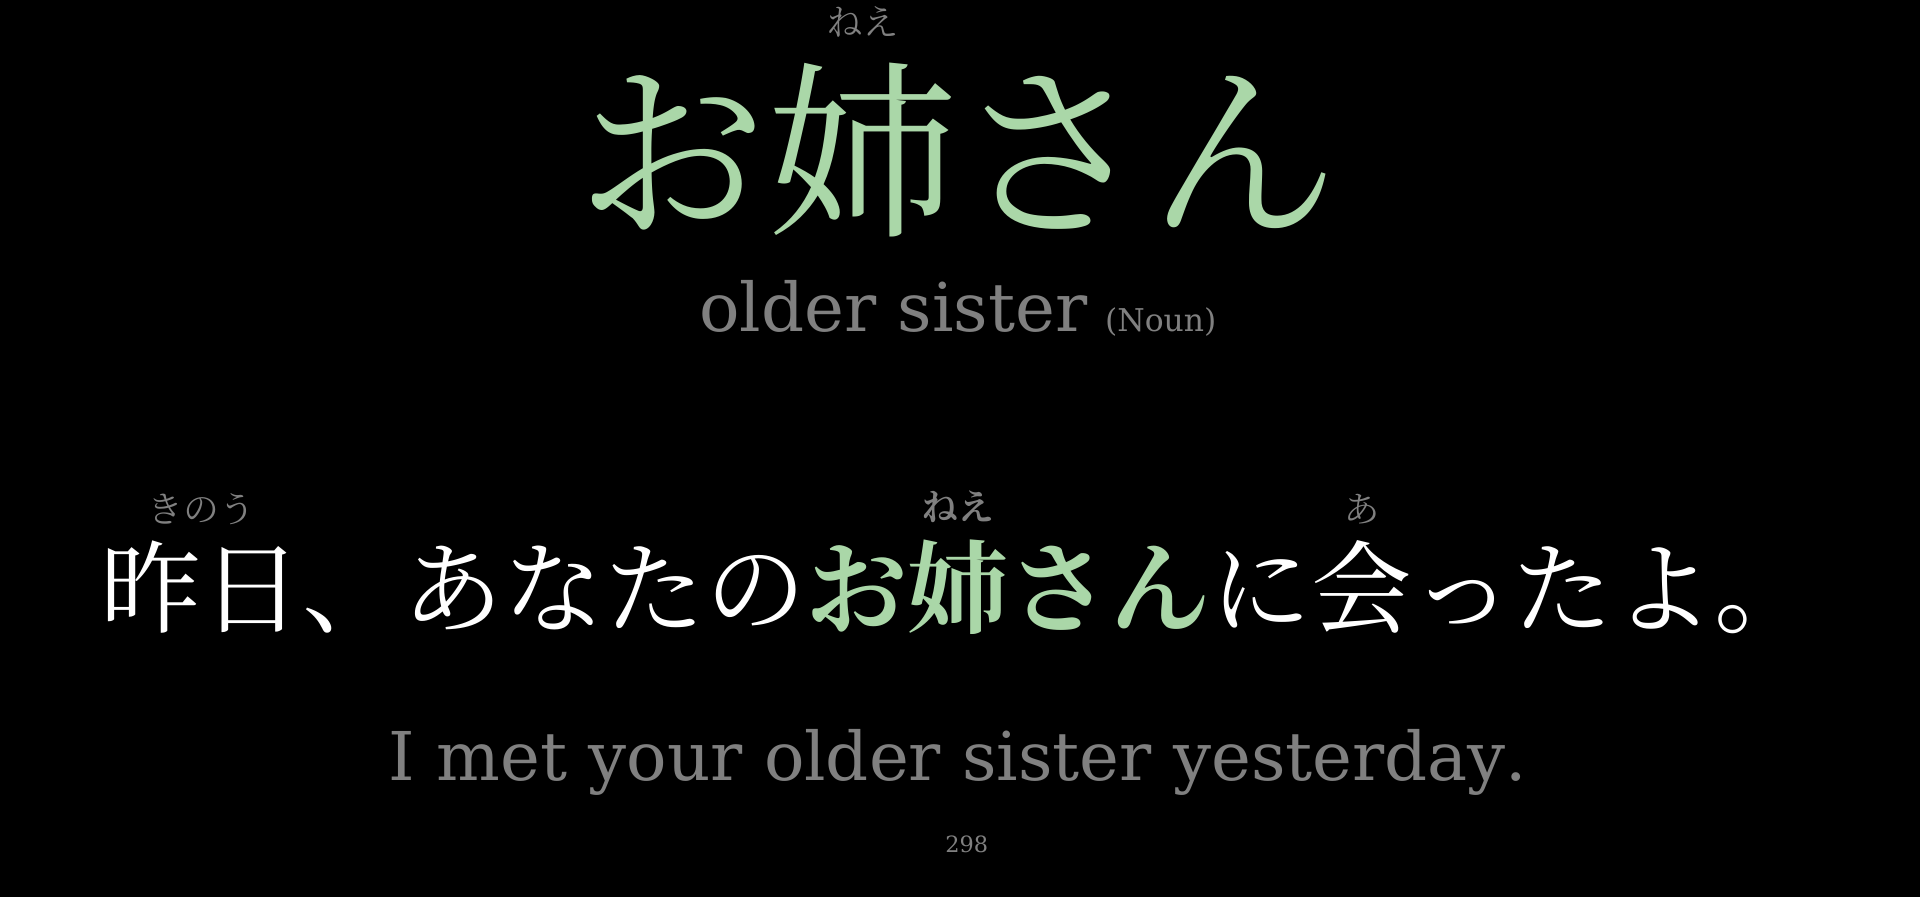 ねえ
お姉さん
older sister (Noun)
きのう ねえ あ
昨日、あなたのお姉さんに会ったよ。
I met your older sister yesterday.
298